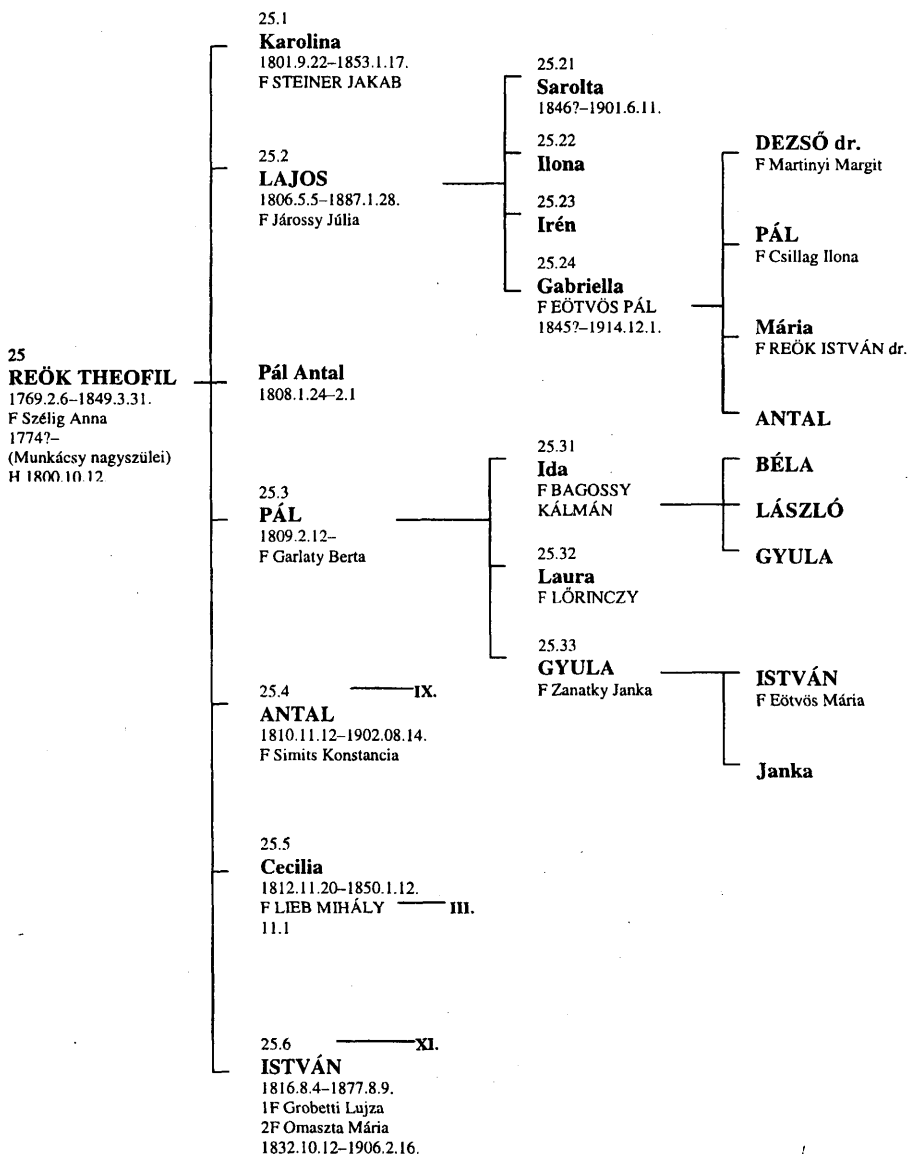 25
REÖK THEOFIL
1769.2.6–1849.3.31.
F Szélig Anna
1774?–
(Munkácsy nagyszülei)
H 1800.10.12
25.1
Karolina
1801.9.22–1853.1.17.
F STEINER JAKAB
25.2
LAJOS
1806.5.5–1887.1.28.
F Járossy Júlia
Pál Antal
1808.1.24–2.1
25.3
PÁL
1809.2.12–
F Garlaty Berta
25.4 IX.
ANTAL
1810.11.12–1902.08.14.
F Simits Konstancia
25.5
Cecilia
1812.11.20–1850.1.12.
F LIEB MIHÁLY III.
11.1
25.6 XI.
ISTVÁN
1816.8.4–1877.8.9.
1F Grobetti Lujza
2F Omaszta Mária
1832.10.12–1906.2.16.
25.21
Sarolta
1846?–1901.6.11.
25.22
Ilona
25.23
Irén
25.24
Gabriella
F EÖTVÖS PÁL
1845?–1914.12.1.
25.31
Ida
F BAGOSSY
KÁLMÁN
25.32
Laura
F LŐRINCZY
25.33
GYULA
F Zanatky Janka
DEZSŐ dr.
F Martinyi Margit
PÁL
F Csillag Ilona
Mária
F REÖK ISTVÁN dr.
ANTAL
BÉLA
LÁSZLÓ
GYULA
ISTVÁN
F Eötvös Mária
Janka